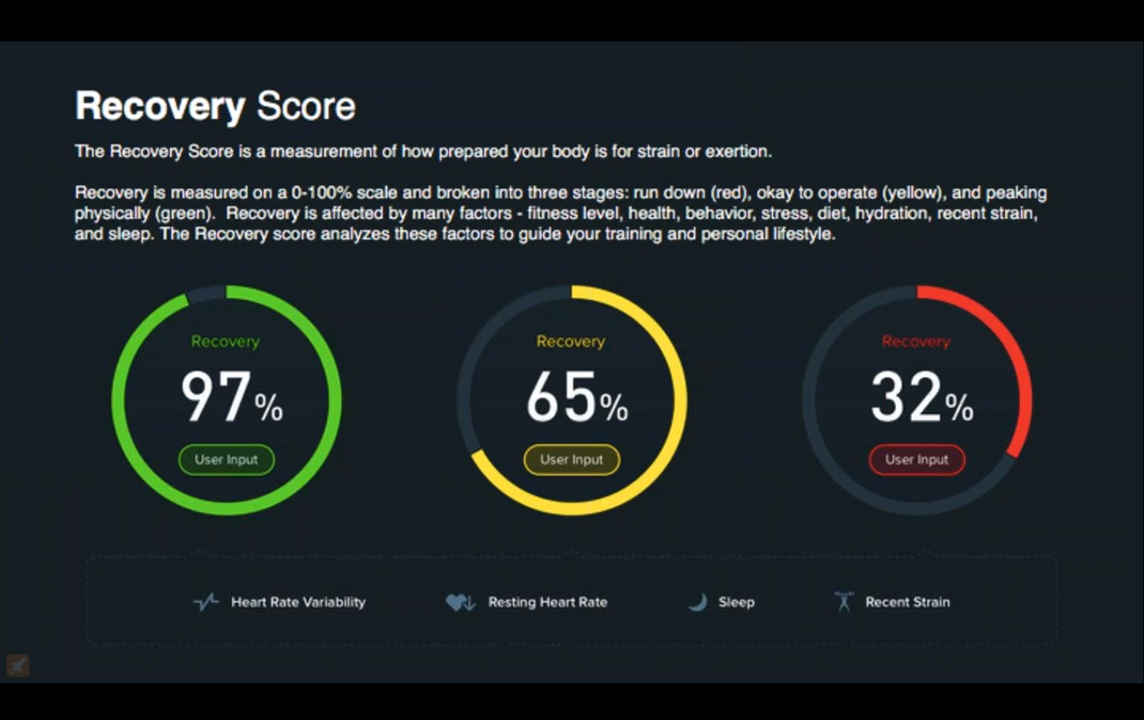 Recovery Score
The Recovery Score is a measurement of how prepared your body is for strain or exertion.
Recovery is measured on a 0-100% scale and broken into three stages: run down (red), okay to operate (yellow), and peaking
physically (green).  Recovery is affected by many factors - fitness level, health, behavior, stress, diet, hydration, recent strain,
and sleep. The Recovery score analyzes these factors to guide your training and personal lifestyle.
Recovery Recovery Recovery
97% 65% 32%
User Input User Input User Input
Heart Rate Variability Resting Heart Rate Sleep Recent Strain